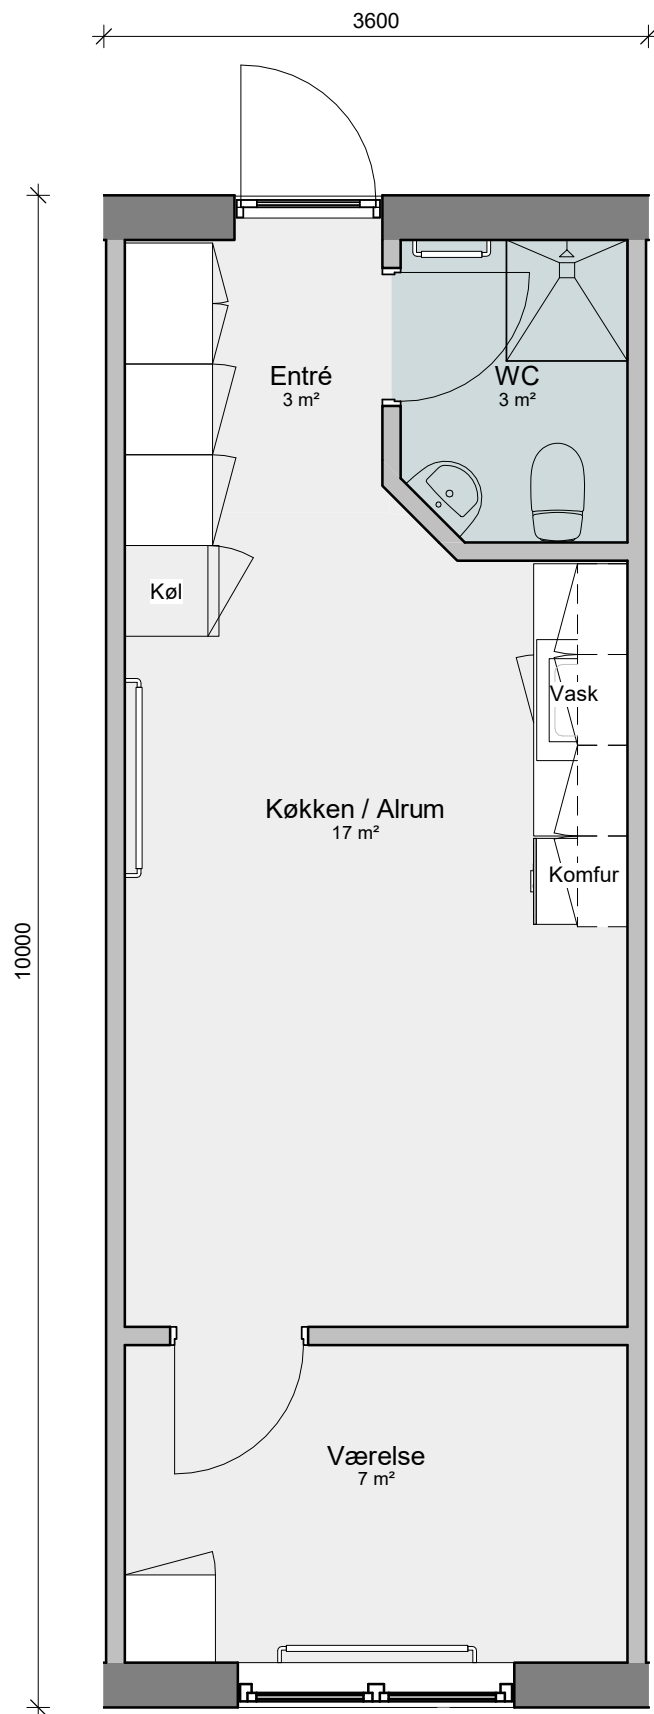 3600
Entré
3 m²
WC
3 m²
Køl
Vask
Køkken / Alrum
17 m²
Komfur
10000
Værelse
7 m²